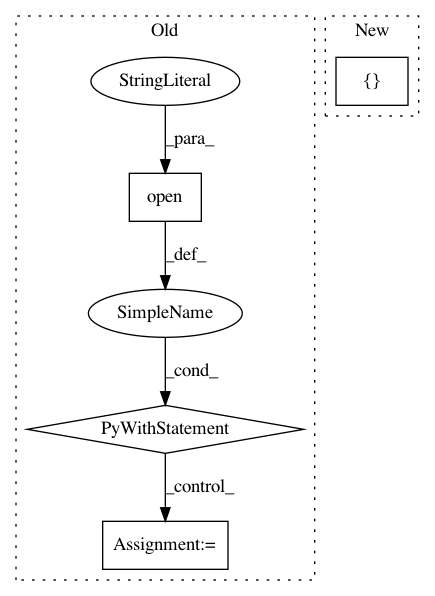 Old
New
StringLiteral
{}
_para_
open
_def_
SimpleName
_cond_
PyWithStatement
_control_
Assignment:=